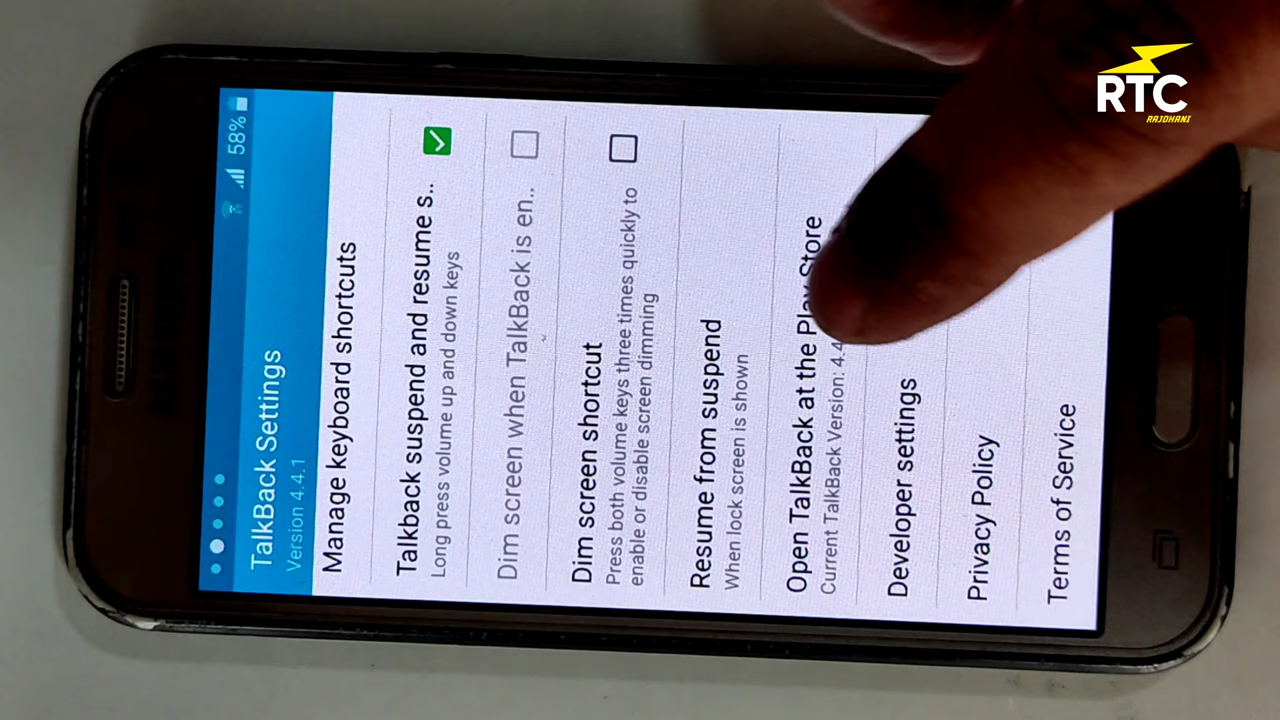 58%
TalkBack Settings
Version 4.4.1
Manage keyboard shortcuts
Talkback suspend and resume s..
Long press volume up and down keys
Dim screen when TalkBack is en..
Dim screen shortcut
Press both volume keys three times quickly to
enable or disable screen dimming
Resume from suspend
When lock screen is shown
Open TalkBack at the Play Store
Current TalkBack Version: 4.4
Developer settings
Privacy Policy
Terms of Service
RTC
RAJDHANI